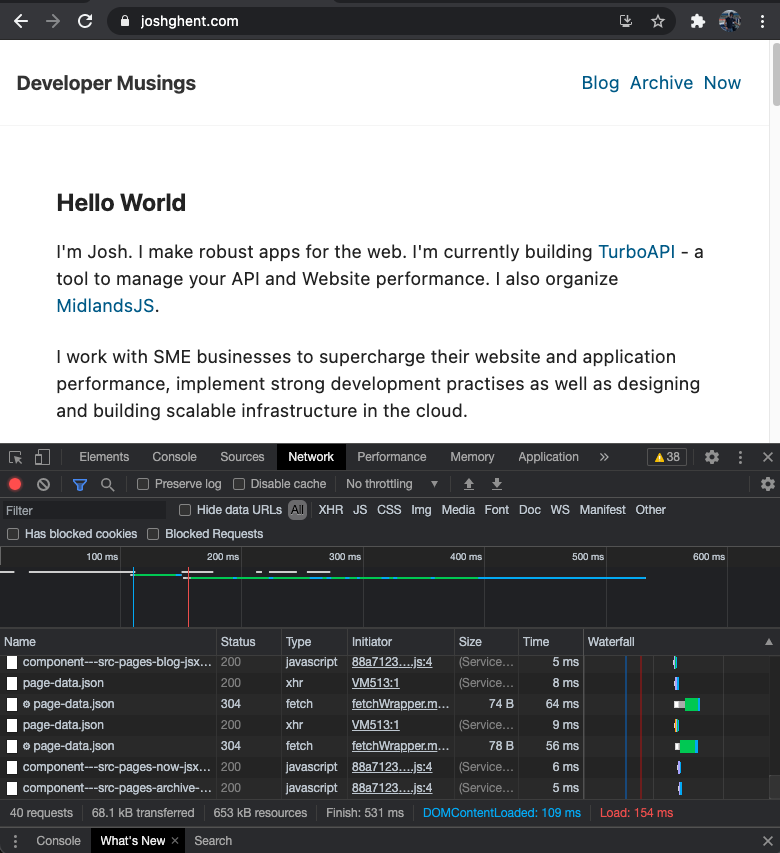 joshghent.com
Developer Musings
Blog Archive Now
Hello World
I'm Josh. I make robust apps for the web. I'm currently building TurboAPI - a
tool to manage your API and Website performance. I also organize
MidlandsJS.
I work with SME businesses to supercharge their website and application
performance, implement strong development practises as well as designing
and building scalable infrastructure in the cloud.
Elements Console Sources Network Performance Memory Application » 38
Preserve log Disable cache No throttling
Filter Hide data URLs All XHR JS CSS Img Media Font Doc WS Manifest Other
Has blocked cookies Blocked Requests
100 ms 200 ms 300 ms 400 ms 500 ms 600 ms
Name Status Type Initiator Size Time Waterfall
component---src-pages-blog-jsx... 200 javascript 88a7123....js:4 (Service... 5 ms
page-data.json 200 xhr VM513:1 (Service... 8 ms
page-data.json 304 fetch fetchWrapper.m... 74 B 64 ms
page-data.json 200 xhr VM513:1 (Service... 9 ms
page-data.json 304 fetch fetchWrapper.m... 78 B 56 ms
component---src-pages-now-jsx... 200 javascript 88a7123....js:4 (Service... 6 ms
component---src-pages-archive-... 200 javascript 88a7123....js:4 (Service... 5 ms
40 requests 68.1 kB transferred 653 kB resources Finish: 531 ms DOMContentLoaded: 109 ms Load: 154 ms
Console What's New × Search